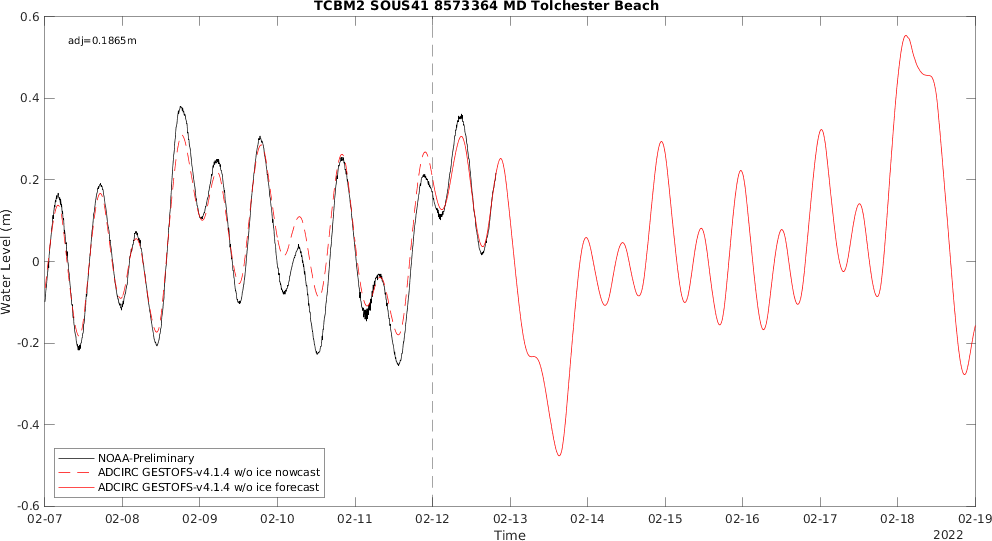 TCBM2 SOUS41 8573364 MD Tolchester Beach
adj=0.1865m
Water Level (m)
0.6
0.4
0.2
0
-0.2
-0.4
-0.6
NOAA-Preliminary
ADCIRC GESTOFS-v4.1.4 w/o ice nowcast
ADCIRC GESTOFS-v4.1.4 w/o ice forecast
02-07 02-08 02-09 02-10 02-11 02-12 02-13 02-14 02-15 02-16 02-17 02-18 02-19
Time
2022